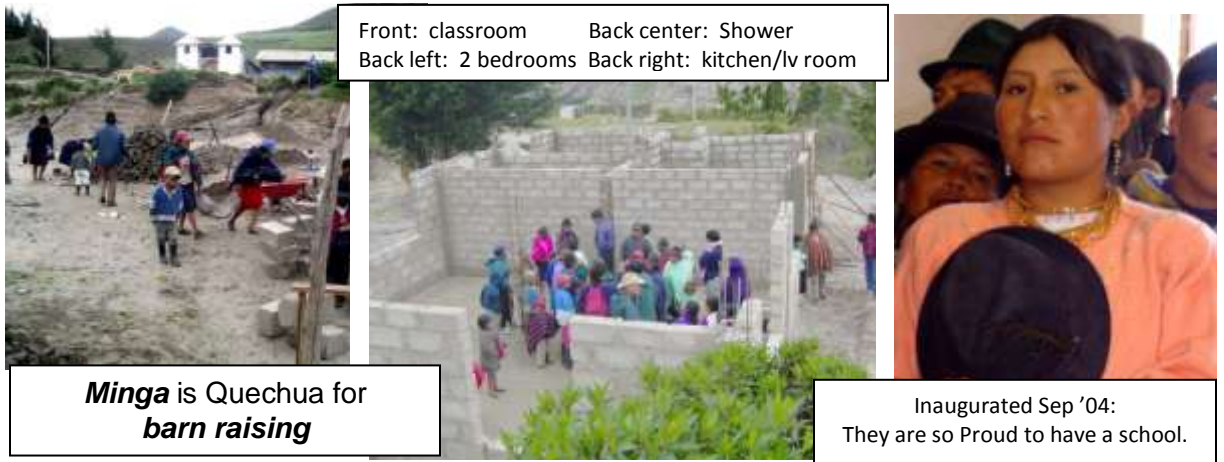 Front: classroom Back center: Shower
Back left: 2 bedrooms Back right: kitchen/lv room
Minga is Quechua for
barn raising
Inaugurated Sep ’04:
They are so Proud to have a school.